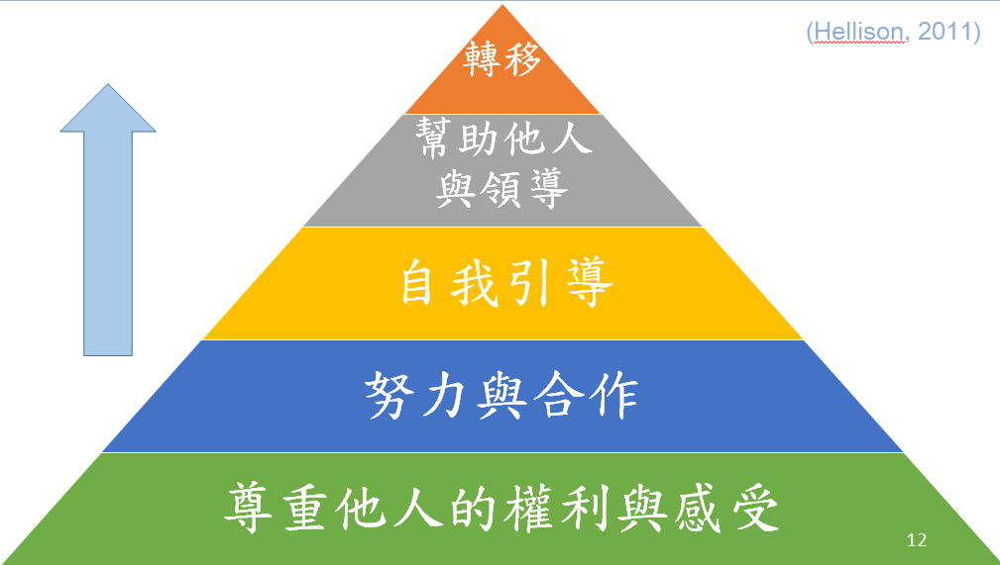 (Hellison, 2011)
轉移
幫助他人
與領導
自我引導
努力與合作
尊重他人的權利與感受
12